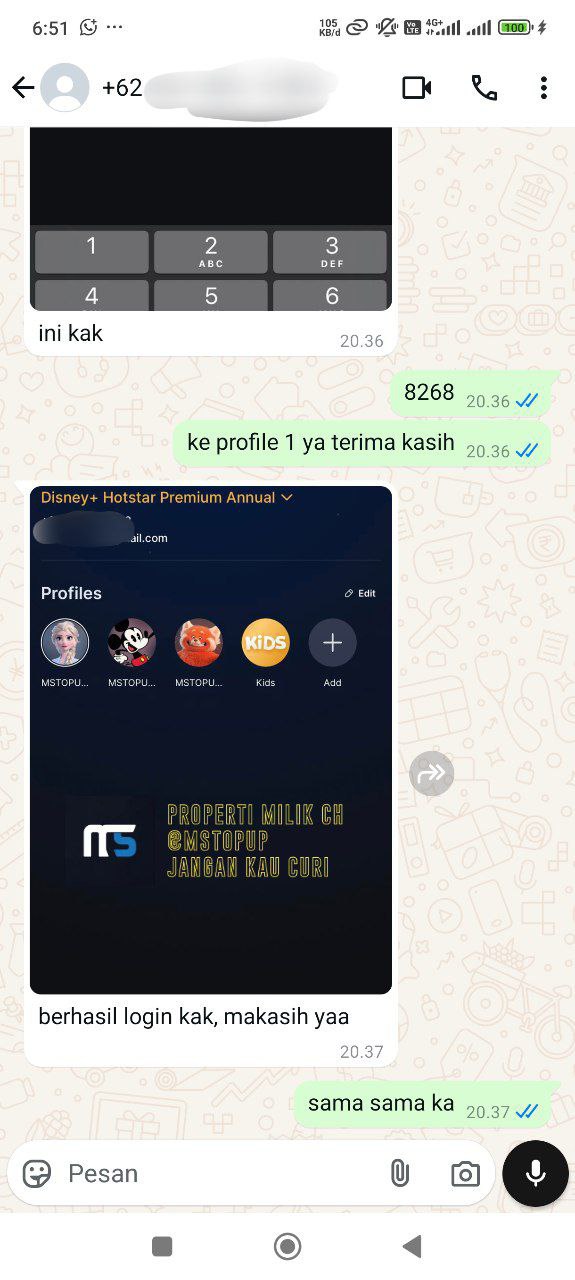 6:51
105
KB/d
Vo
LTE
4G+
100
+62
1
2
ABC
3
DEF
4
5
6
ini kak
20.36
8268 20.36
ke profile 1 ya terima kasih 20.36
Disney+ Hotstar Premium Annual
ail.com
Profiles
Edit
KiDS
MSTOPU...
MSTOPU...
MSTOPU...
Kids
Add
MS
PROPERTI MILIK CH
@MSTOPUP
JANGAN KAU CURI
berhasil login kak, makasih yaa
20.37
sama sama ka 20.37
Pesan